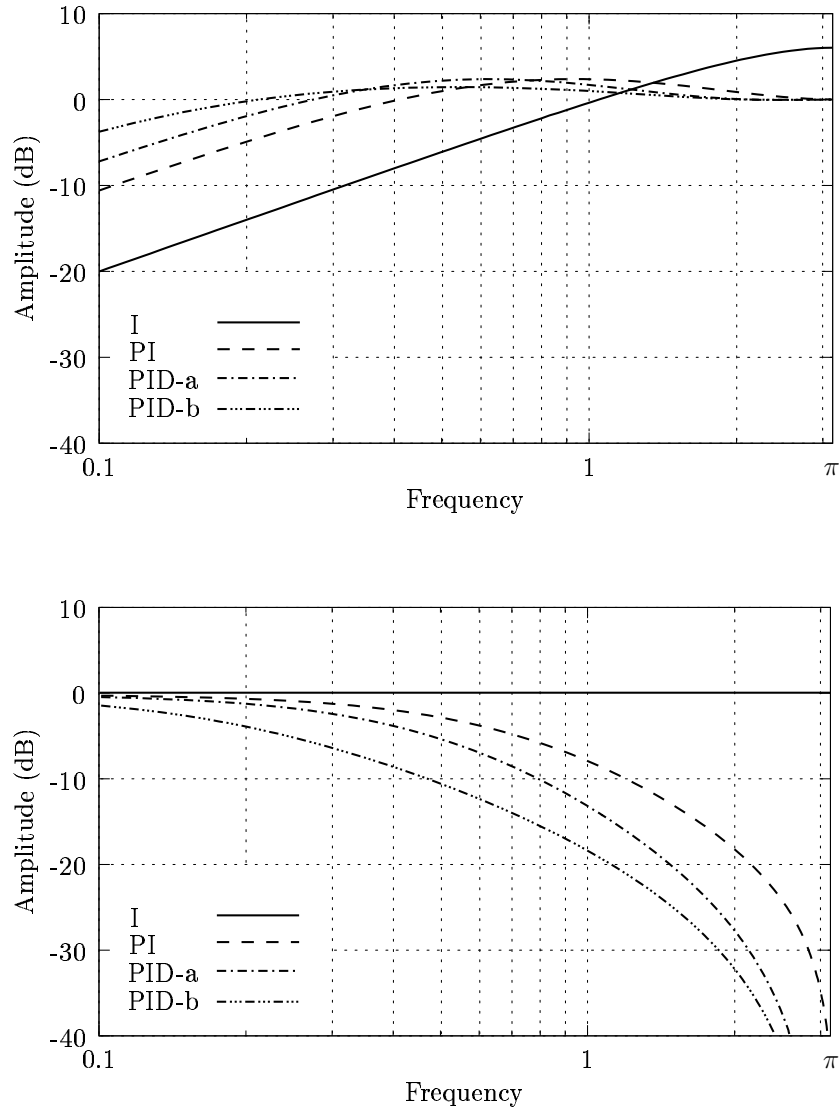 10
0
-10
-20
-30
-40
Amplitude (dB)
I
PI
PID-a
PID-b
0.1
1
π
Frequency
10
0
-10
-20
-30
-40
Amplitude (dB)
I
PI
PID-a
PID-b
0.1
1
π
Frequency